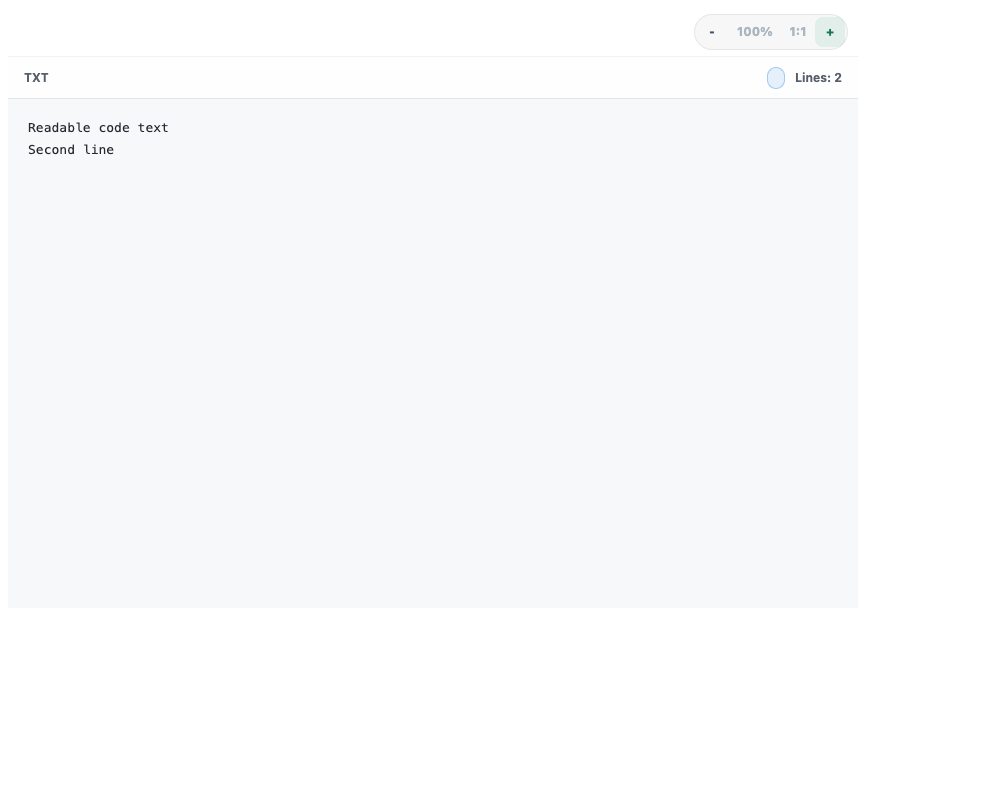 - 100% 1:1 +
TXT Lines: 2
Readable code text
Second line